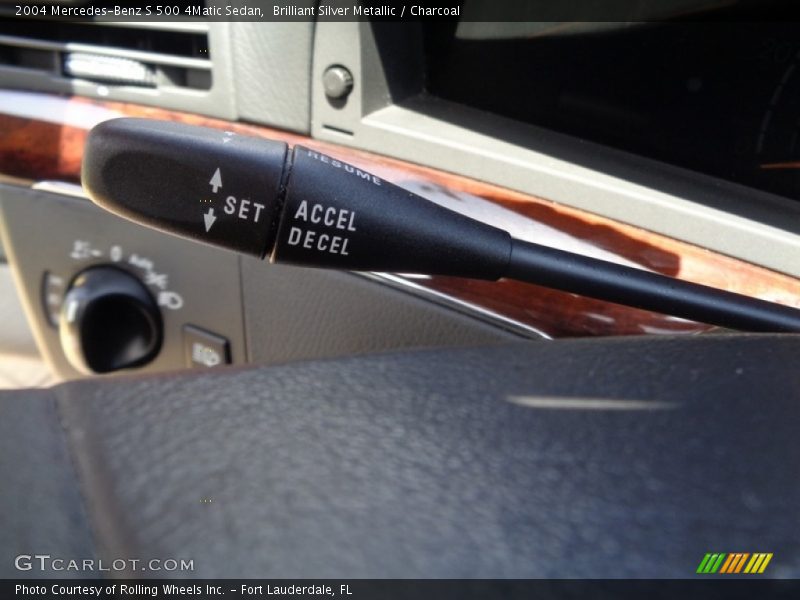 2004 Mercedes-Benz S 500 4Matic Sedan,  Brilliant Silver Metallic / Charcoal
RESUME
SET
ACCEL
DECEL
0
GTCARLOT.COM
Photo Courtesy of Rolling Wheels Inc. - Fort Lauderdale, FL